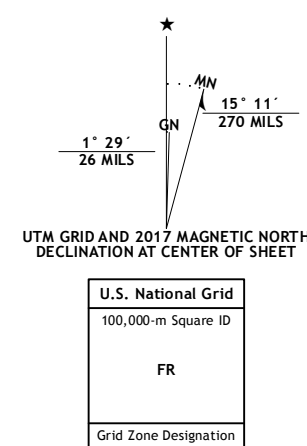 ★
MN
GN
15° 11´
270 MILS
1° 29´
26 MILS
UTM GRID AND 2017 MAGNETIC NORTH
DECLINATION AT CENTER OF SHEET
U.S. National Grid
100,000-m Square ID
FR
Grid Zone Designation